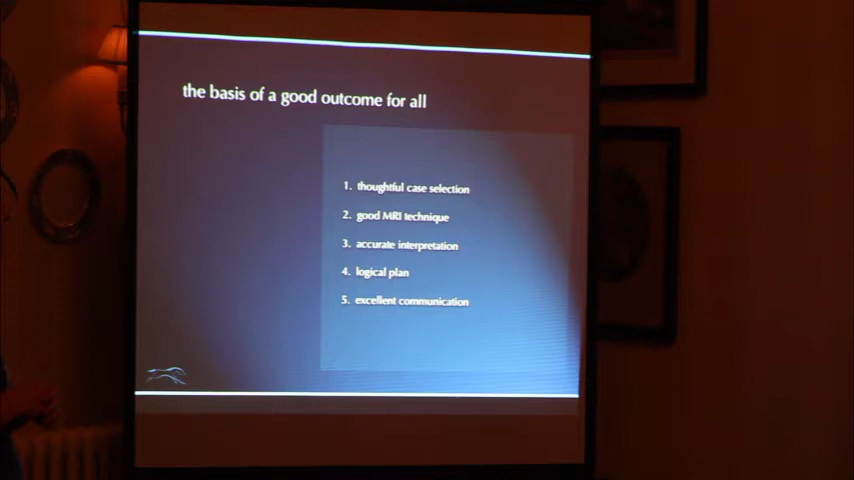 the basis of a good outcome for all
1. thoughtful case selection
2. good MRI technique
3. accurate interpretation
4. logical plan
5. excellent communication